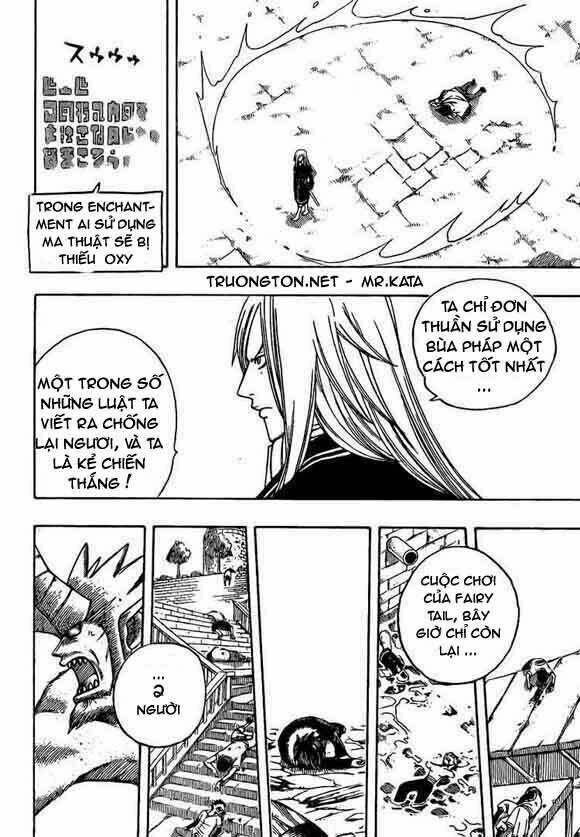 スゥゥゥゥ
TRONG ENCHANT-
MENT AI SỬ DỤNG
MA THUẬT SẼ BỊ
THIẾU OXY
TRUONGTON.NET - MR.KATA
TA CHỈ ĐƠN
THUẦN SỬ DỤNG
BÙA PHÁP MỘT
CÁCH TỐT NHẤT
...
MỘT TRONG SỐ
NHỮNG LUẬT TA
VIẾT RA CHỐNG
LẠI NGƯƠI, VÀ TA
LÀ KẺ CHIẾN
THẮNG !
CUỘC CHƠI
CỦA FAIRY
TAIL, BÂY
GIỜ CHỈ CÒN
LẠI ...
...
NGƯỜI